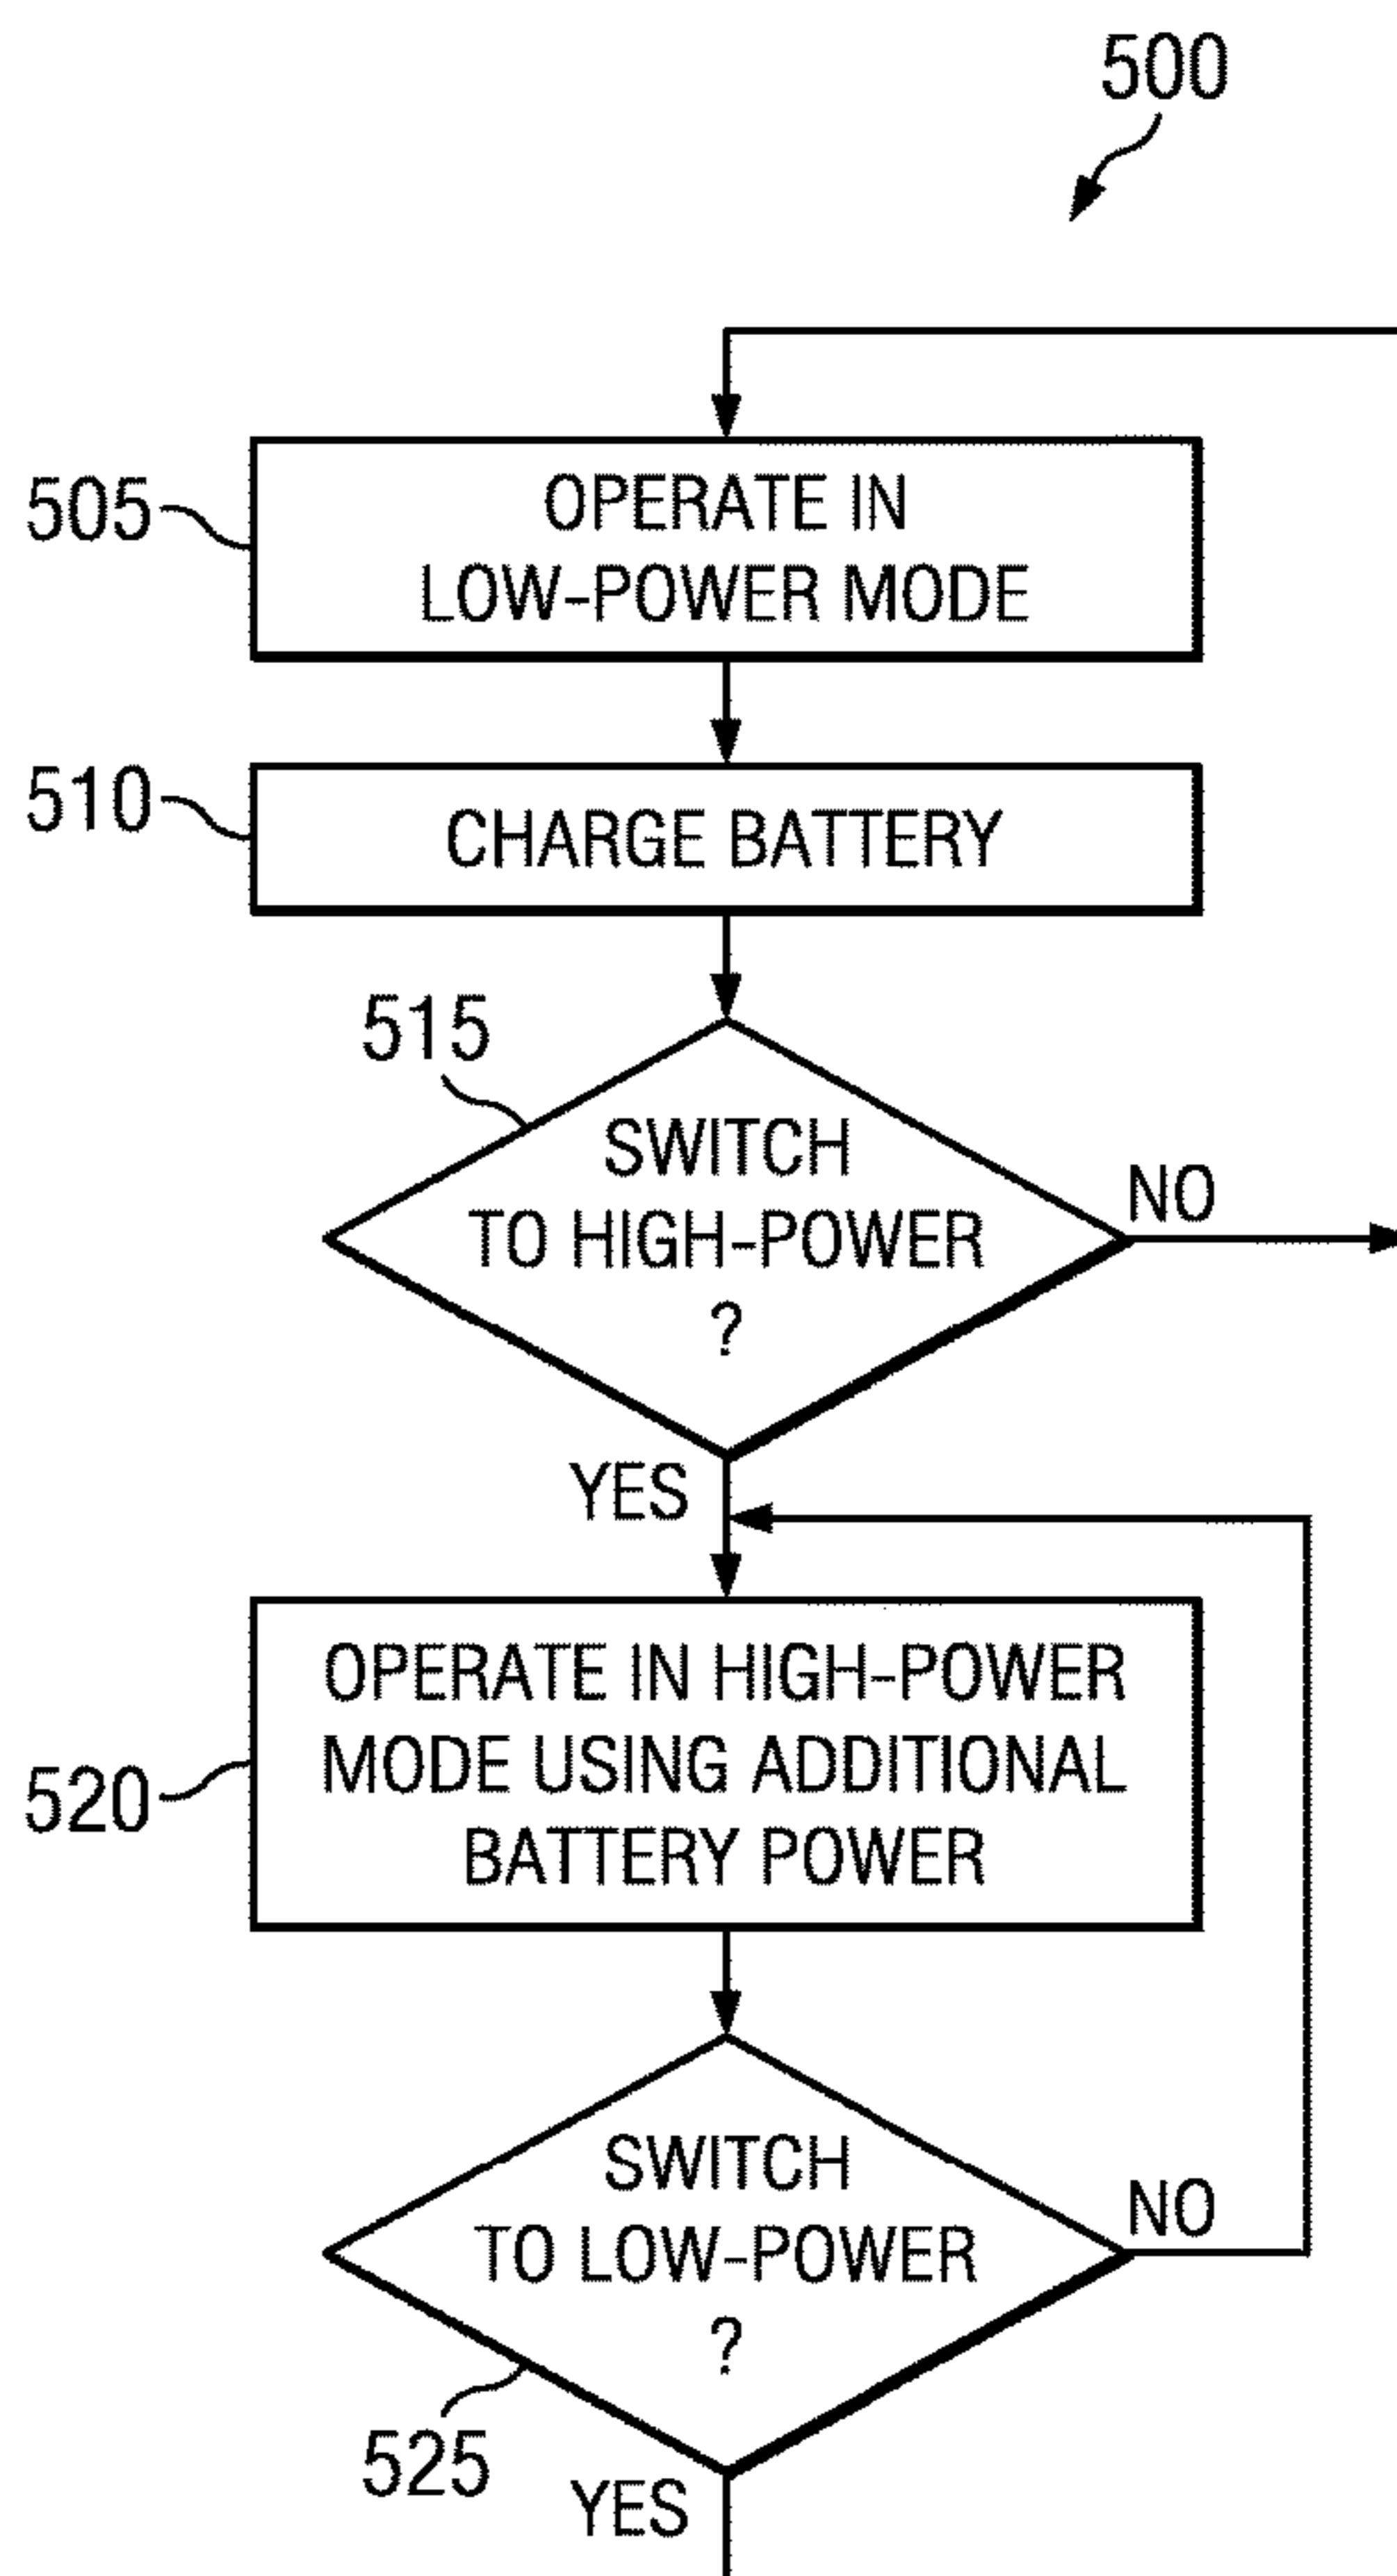 500
505
OPERATE IN
LOW-POWER MODE
510
CHARGE BATTERY
515
SWITCH
TO HIGH-POWER
?
NO
YES
520
OPERATE IN HIGH-POWER
MODE USING ADDITIONAL
BATTERY POWER
SWITCH
TO LOW-POWER
?
NO
525
YES